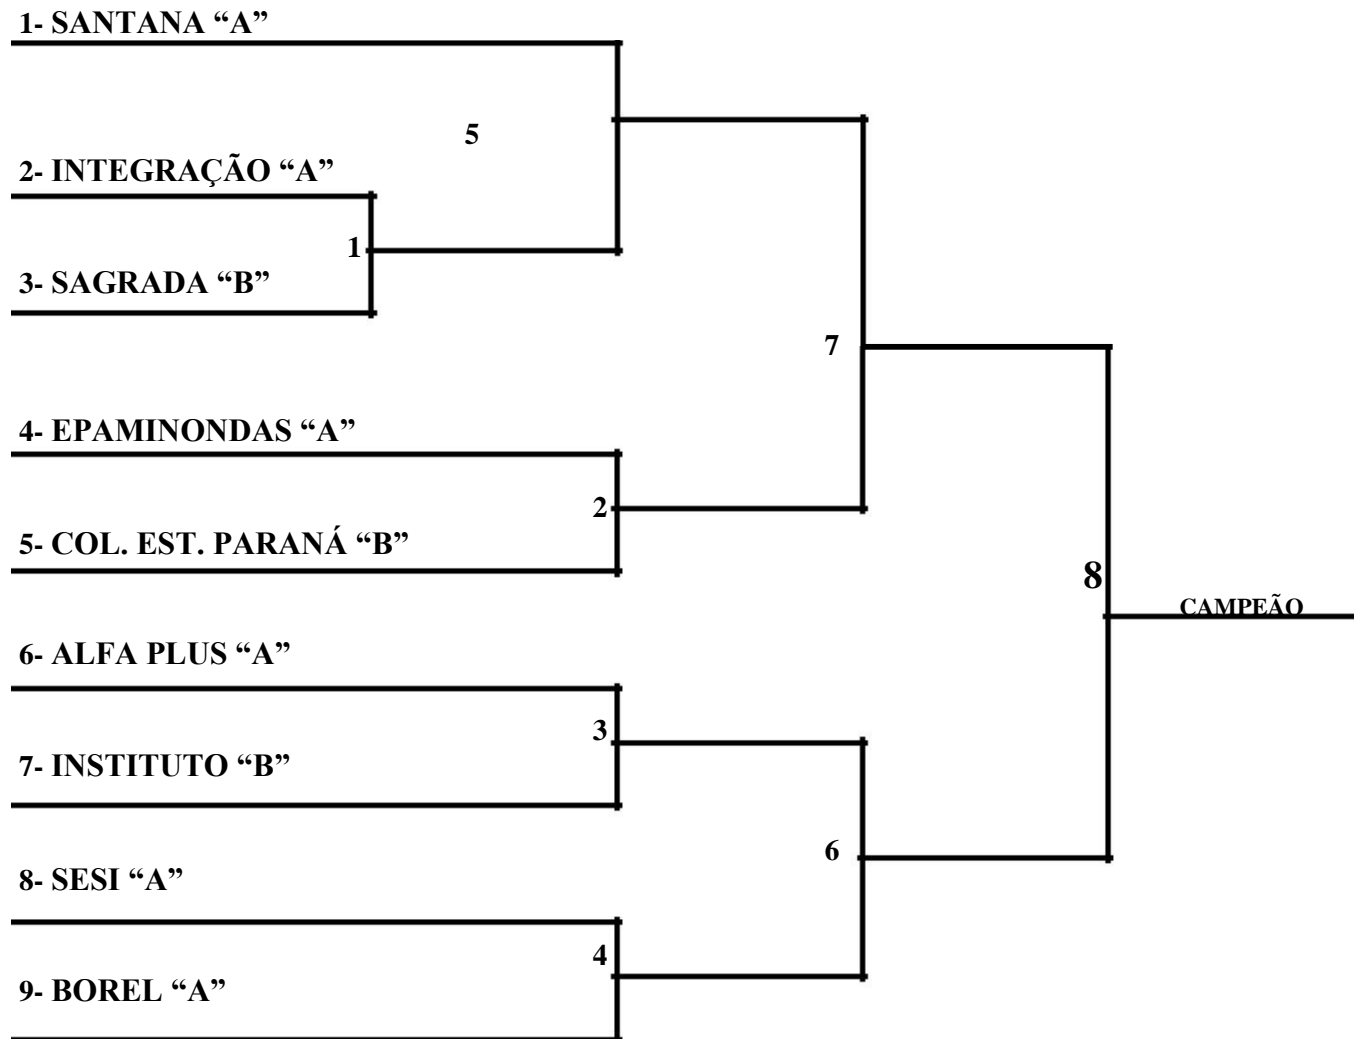 1- SANTANA “A”
5
2- INTEGRAÇÃO “A”
1
3- SAGRADA “B”
7
4- EPAMINONDAS “A”
2
5- COL. EST. PARANÁ “B”
8
CAMPEÃO
6- ALFA PLUS “A”
3
7- INSTITUTO “B”
6
8- SESI “A”
4
9- BOREL “A”